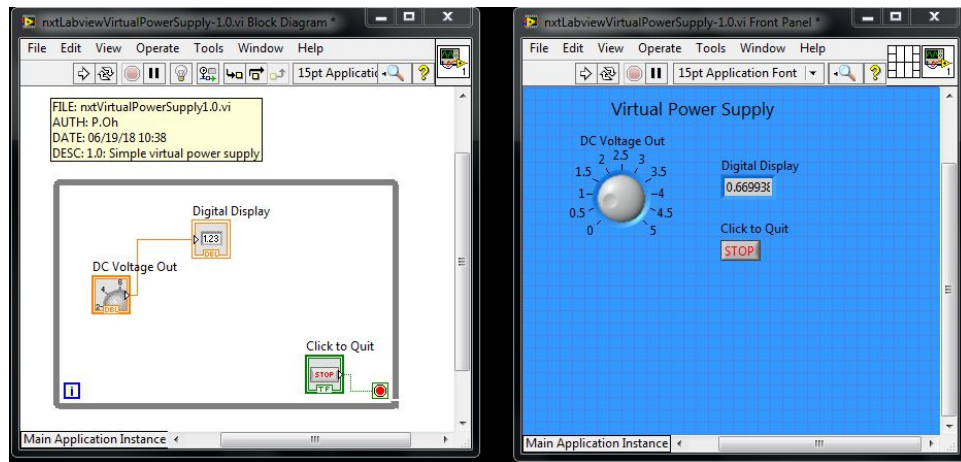 nxtLabviewVirtualPowerSupply-1.0.vi Block Diagram *
File Edit View Operate Tools Window Help
15pt Applicatic
?
1
FILE: nxtVirtualPowerSupply1.0.vi
AUTH: P.Oh
DATE: 06/19/18 10:38
DESC: 1.0: Simple virtual power supply
Digital Display
1.23
DBL
DC Voltage Out
DBL
Click to Quit
STOP
TF
i
Main Application Instance
nxtLabviewVirtualPowerSupply-1.0.vi Front Panel *
File Edit View Operate Tools Window Help
15pt Application Font
?
1
Virtual Power Supply
DC Voltage Out
0 0.5 1 1.5 2 2.5 3 3.5 4 4.5 5
Digital Display
0.669938
Click to Quit
STOP
Main Application Instance